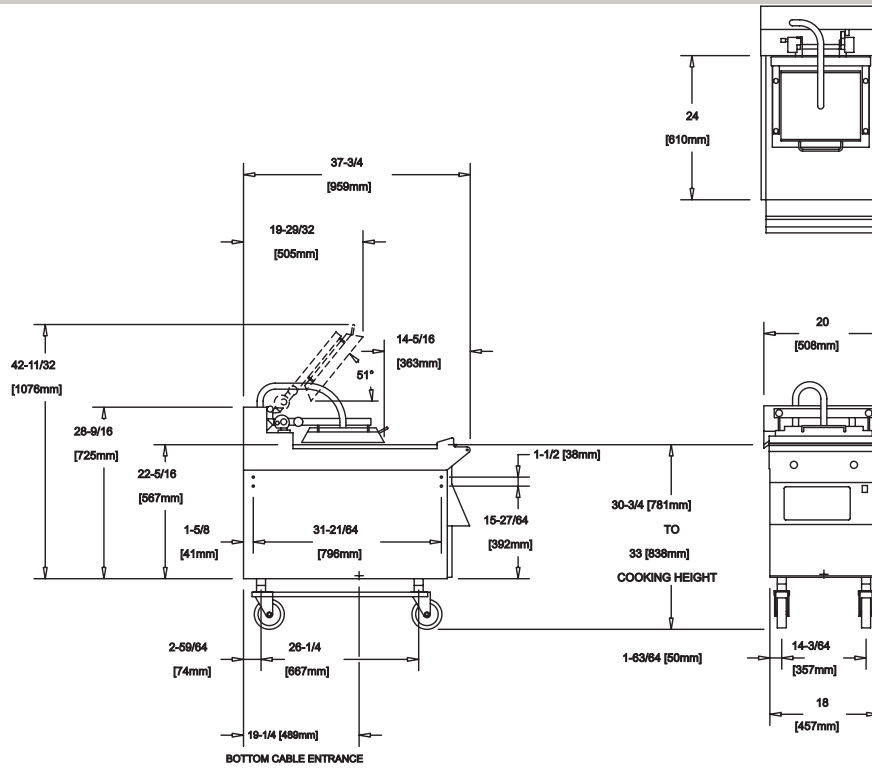 24
[610mm]
37-3/4
[959mm]
19-29/32
[505mm]
20
[508mm]
14-5/16
[363mm]
42-11/32
[1076mm]
51°
28-9/16
[725mm]
1-1/2 [38mm]
22-5/16
[567mm]
30-3/4 [781mm]
TO
33 [838mm]
COOKING HEIGHT
15-27/64
[392mm]
1-5/8
[41mm]
31-21/64
[796mm]
2-59/64
[74mm]
26-1/4
[667mm]
1-63/64 [50mm]
14-3/64
[357mm]
18
[457mm]
19-1/4 [489mm]
BOTTOM CABLE ENTRANCE